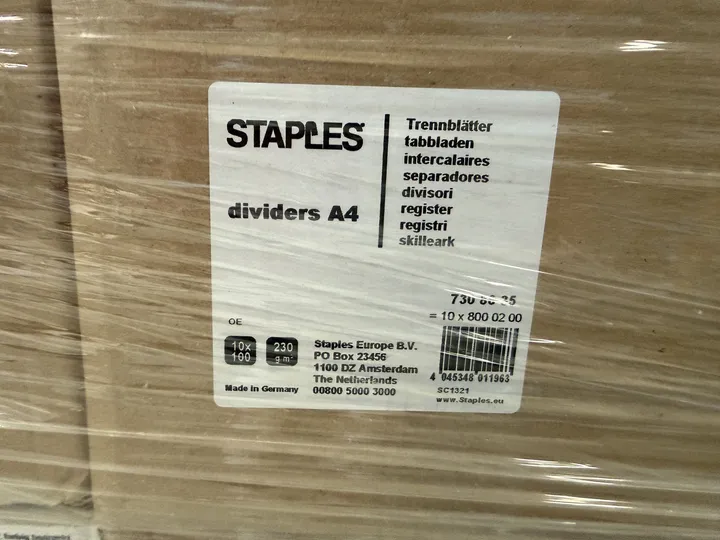 STAPLES
dividers A4
Trennblätter
tabbladen
intercalaires
separadores
divisori
register
registri
skilleark
OE
10x
100
230
g m²
Made in Germany
Staples Europe B.V.
PO Box 23456
1100 DZ Amsterdam
The Netherlands
00800 5000 3000
730
= 10 x 800 02 00
4 045348 011963
SC1321
www.Staples.eu